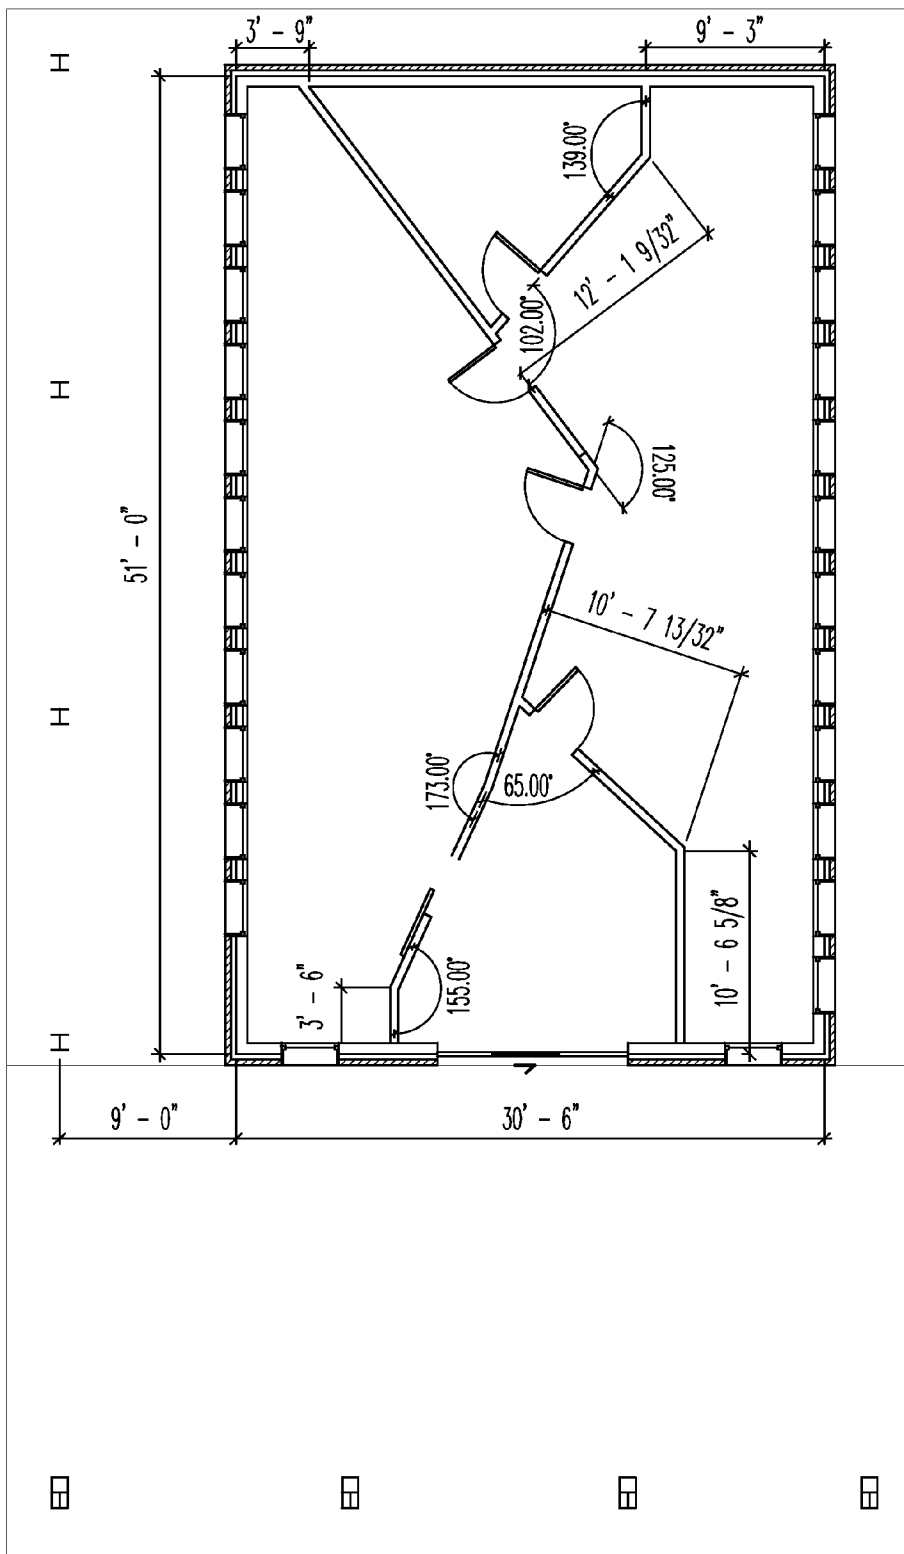 3' - 9"
9' - 3"
139.00°
12' - 1 9/32"
102.00°
125.00°
51' - 0"
10' - 7 13/32"
173.00°
65.00°
10' - 6 5/8"
3' - 6"
155.00°
9' - 0"
30' - 6"